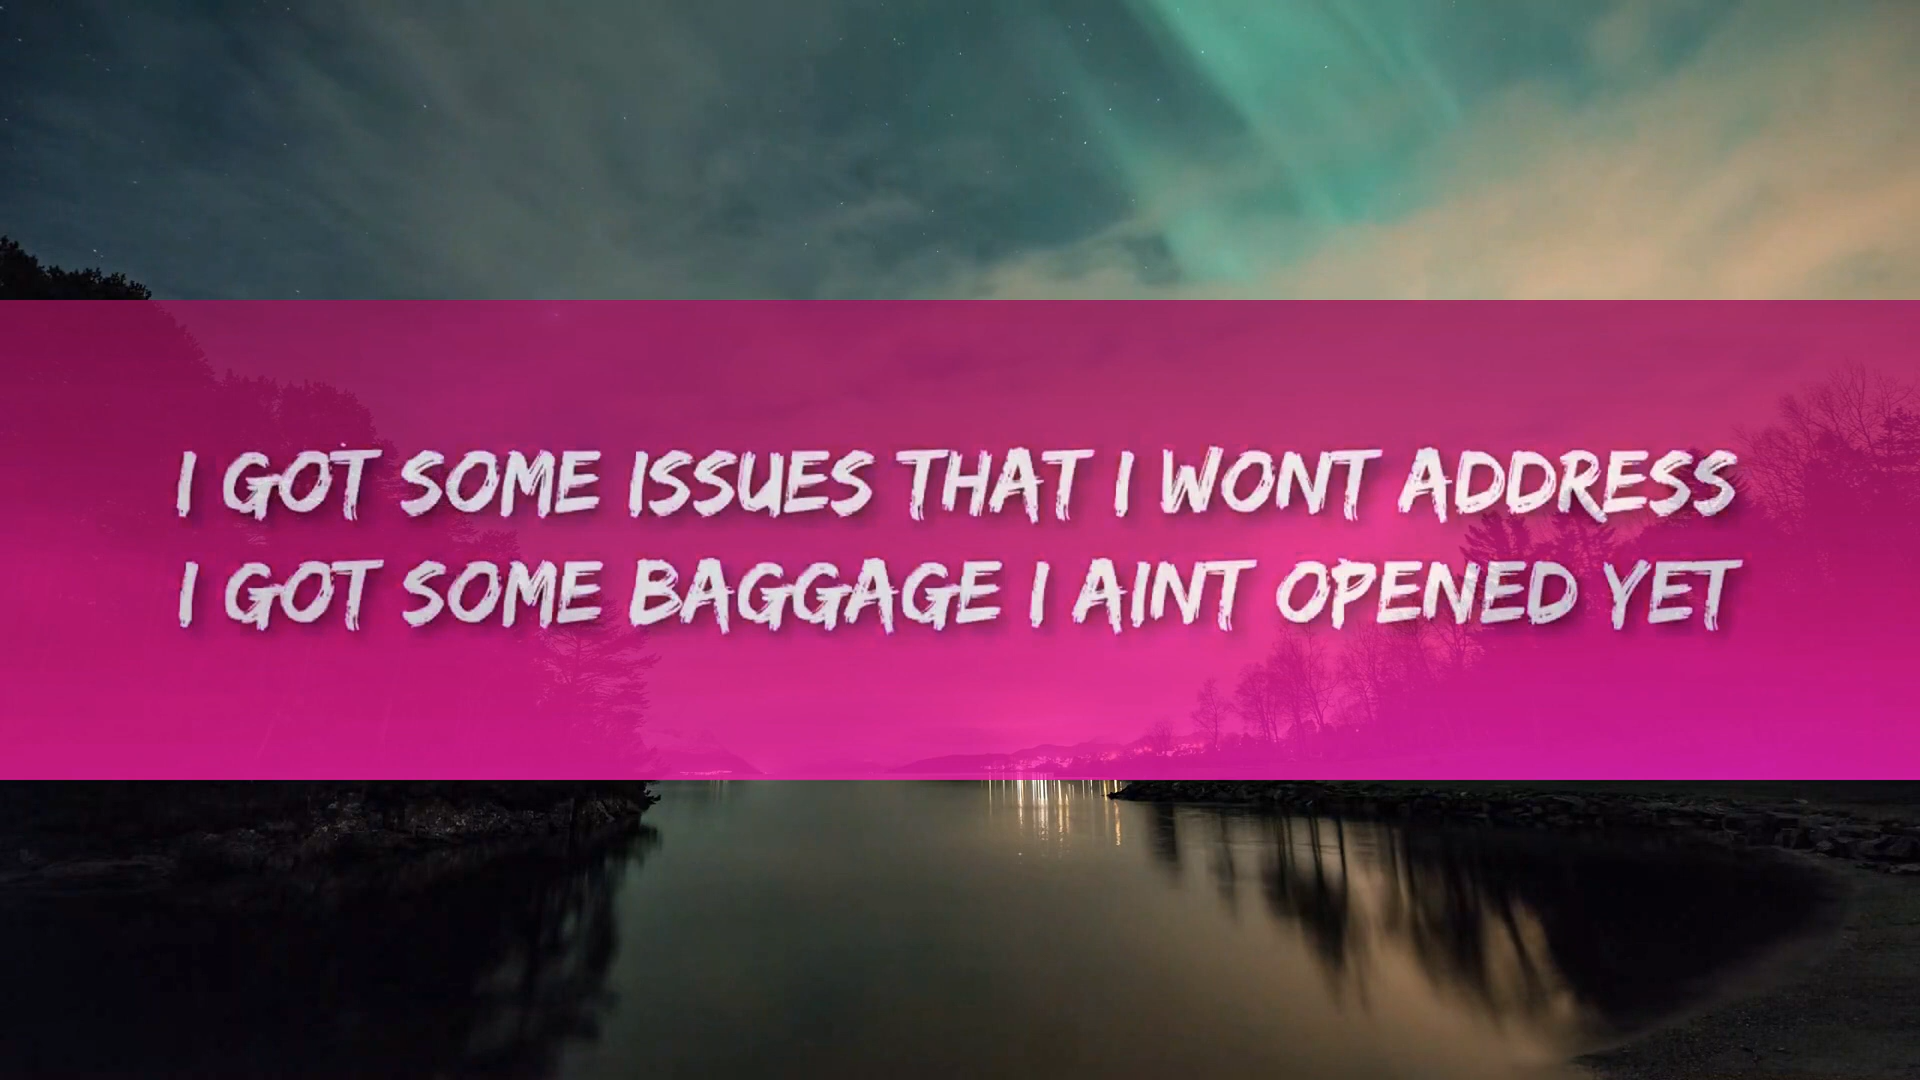 I GOT SOME ISSUES THAT I WONT ADDRESS
I GOT SOME BAGGAGE I AINT OPENED YET